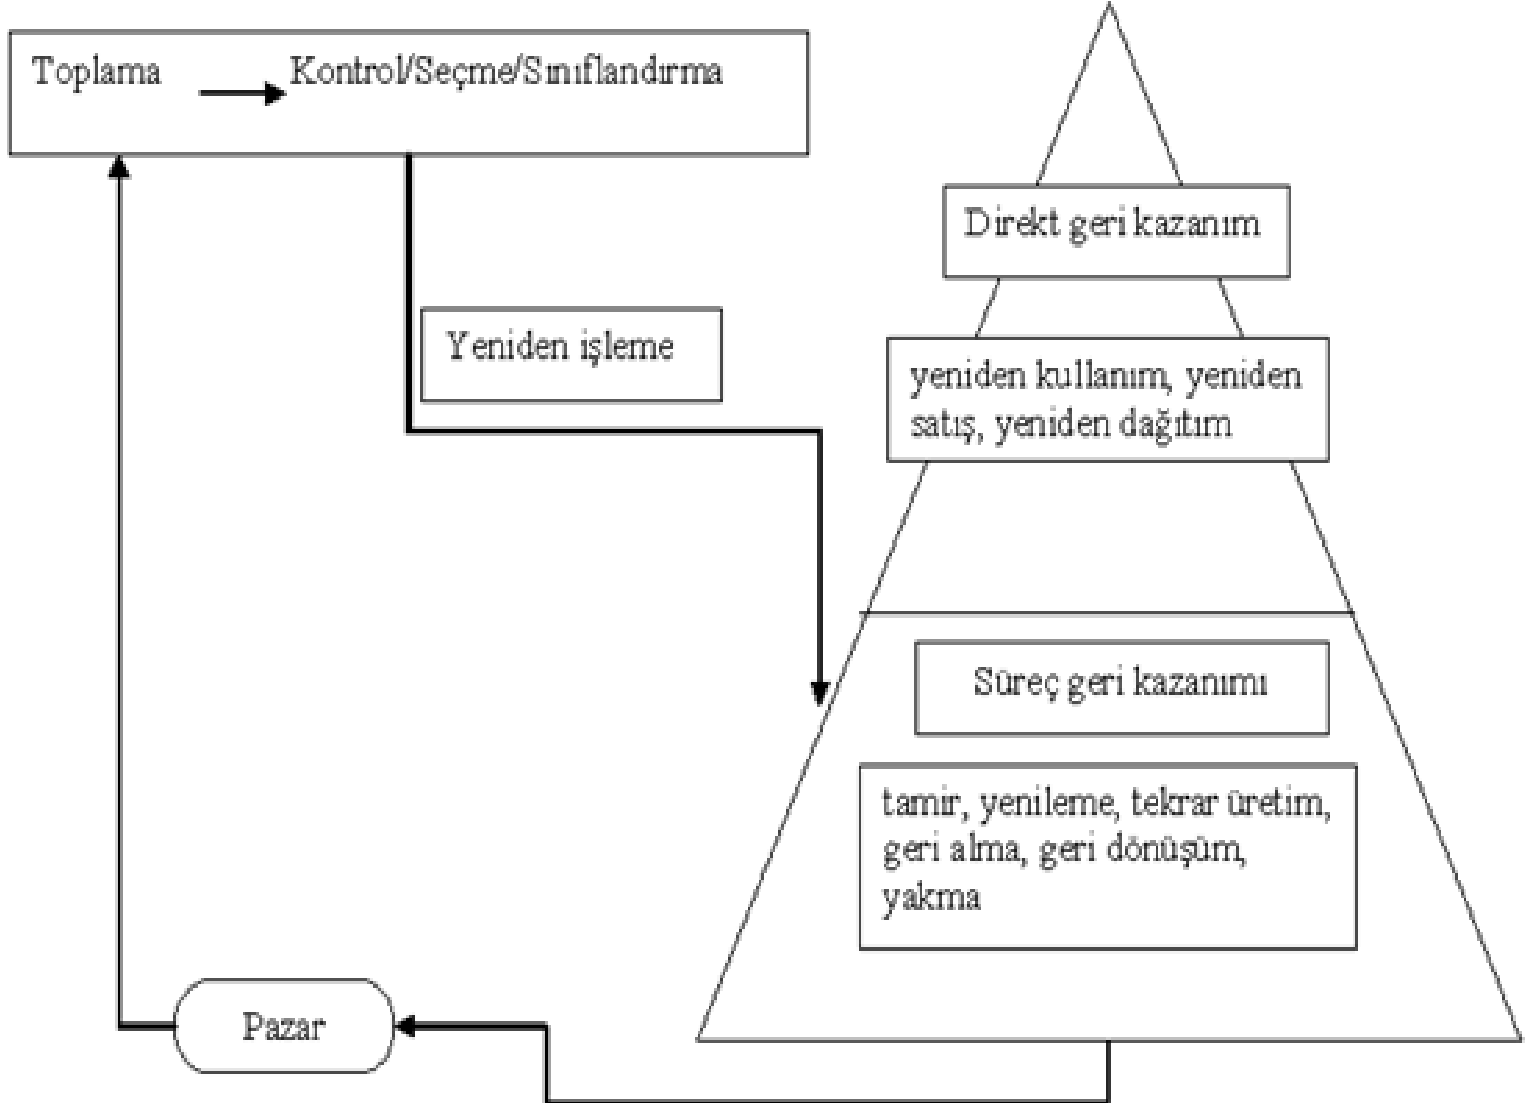 Toplama
Kontrol/Seçme/Sınıflandırma
Direkt geri kazanım
Yeniden işleme
yeniden kullanım, yeniden
satış, yeniden dağıtım
Süreç geri kazanımı
tamir, yenileme, tekrar üretim,
geri alma, geri dönüşüm,
yakma
Pazar